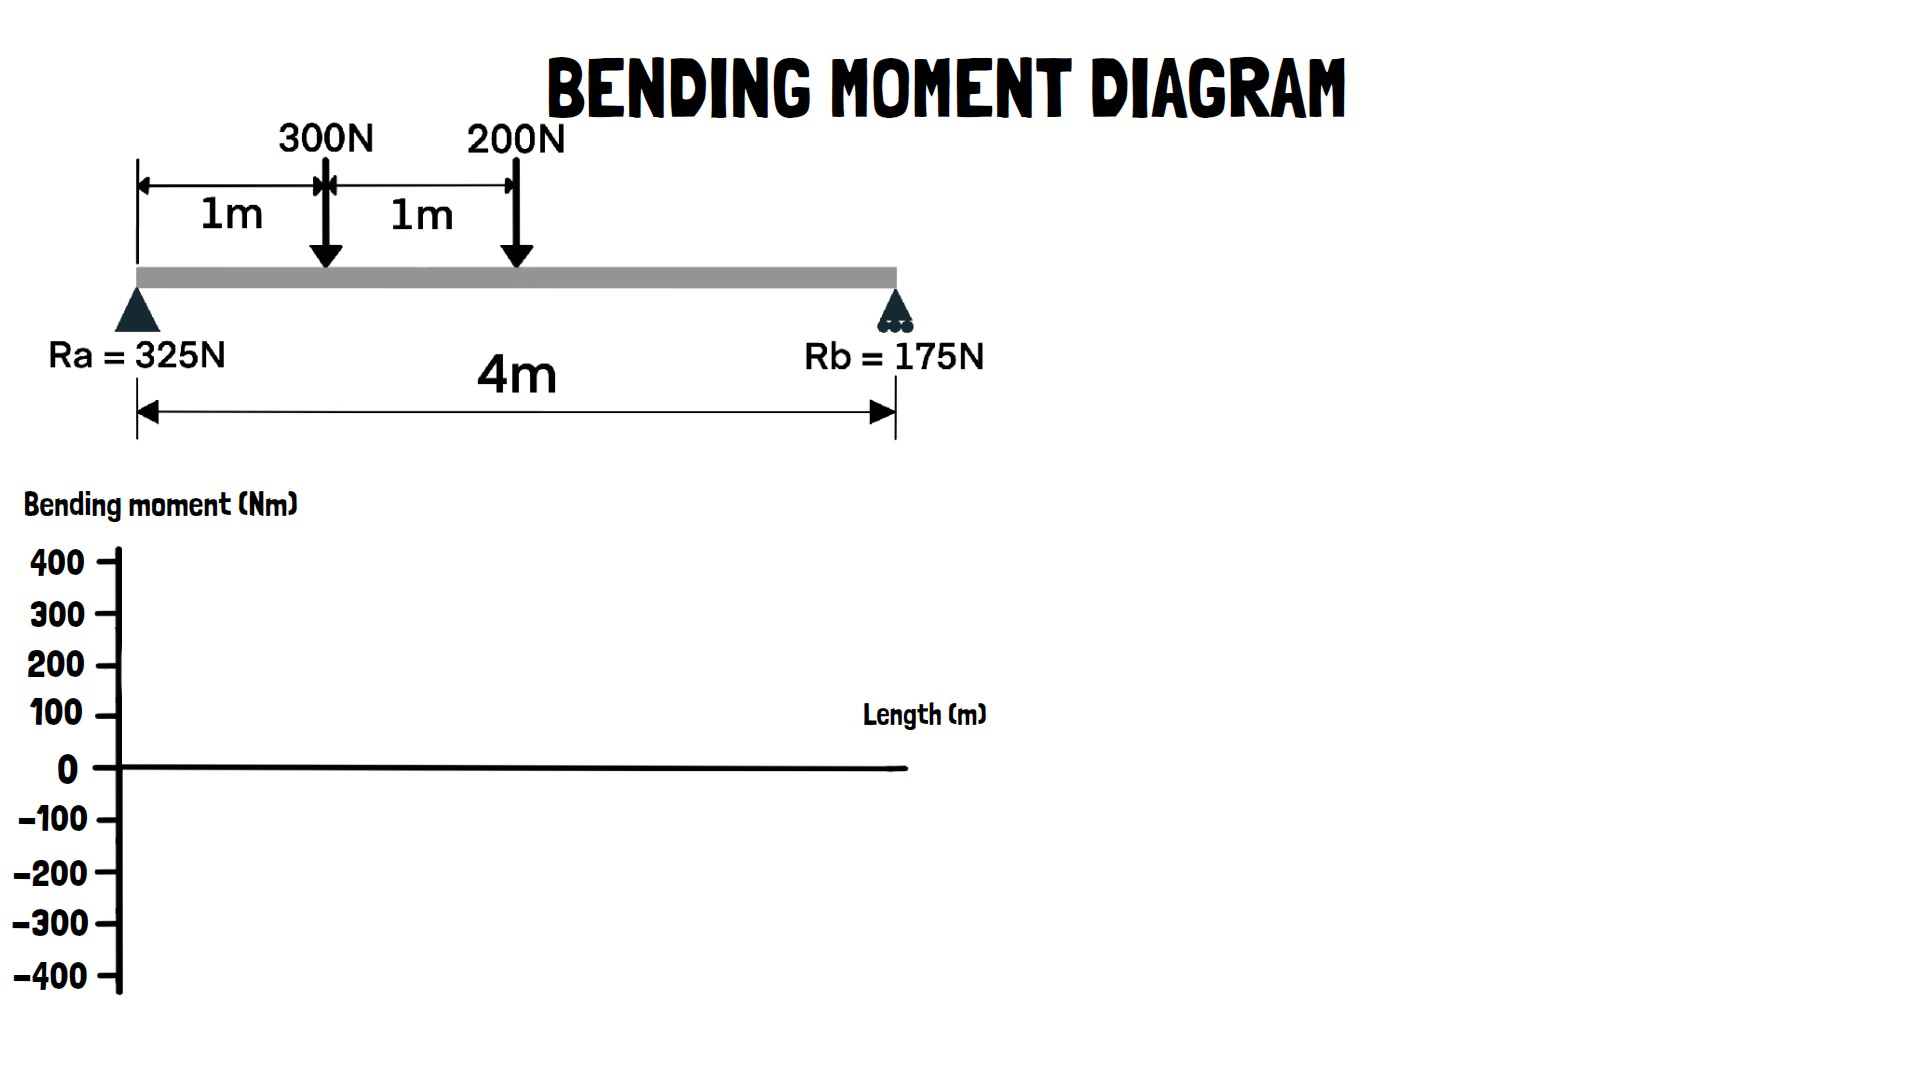 BENDING MOMENT DIAGRAM
300N
200N
1m
1m
Ra = 325N
4m
Rb = 175N
Bending moment (Nm)
400
300
200
100
Length (m)
0
-100
-200
-300
-400